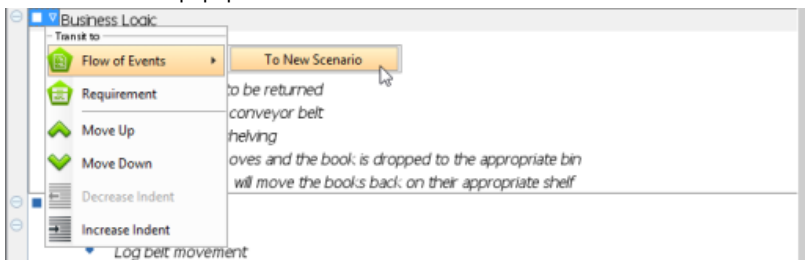 Business Logic
Transit to
Flow of Events
To New Scenario
to be returned
Requirement
conveyor belt
Move Up
helving
Move Down
oves and the book is dropped to the appropriate bin
will move the books back on their appropriate shelf
Decrease Indent
Increase Indent
Log belt movement